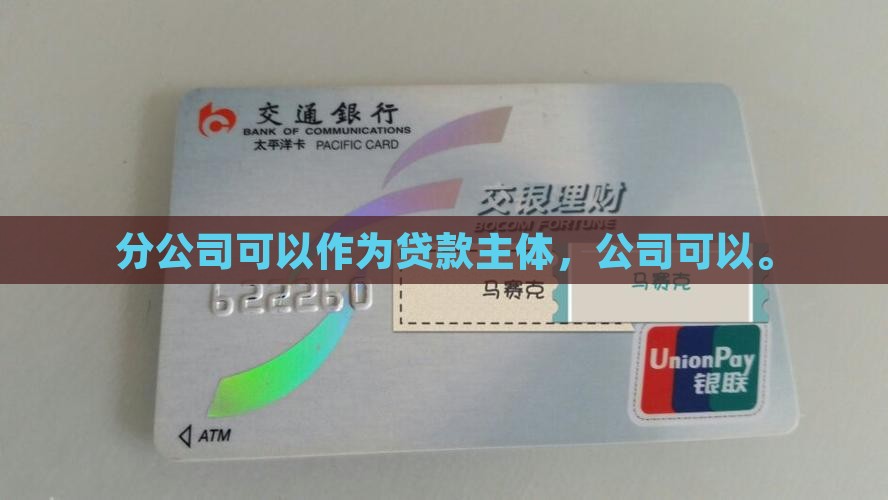 交通銀行
BANK OF COMMUNICATIONS
太平洋卡 PACIFIC CARD
交银理财
BOCOM FORTUNE
分公司可以作为贷款主体，公司可以。
622260
马赛克
马赛克
UnionPay
银联
ATM